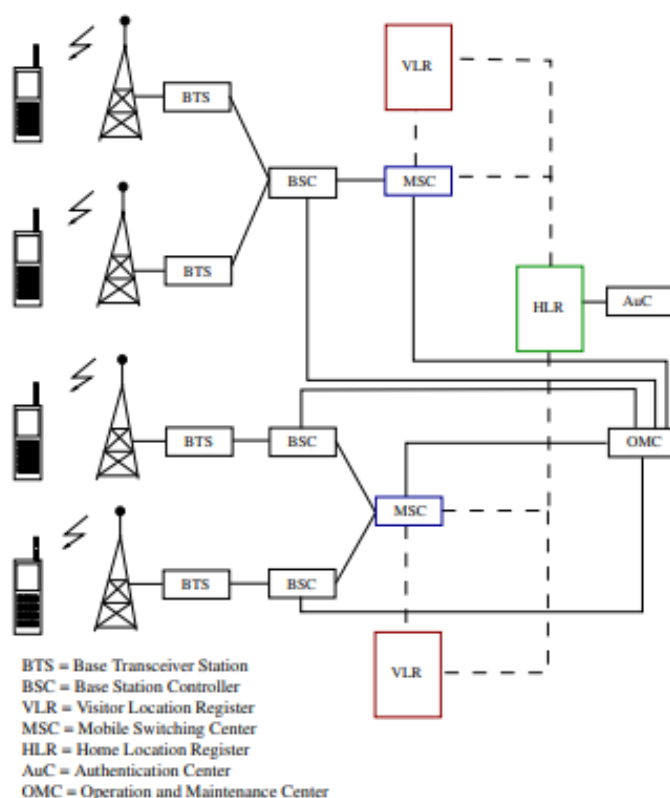 VLR
BTS
BSC
MSC
BTS
HLR
AuC
BTS
BSC
OMC
MSC
BTS
BSC
VLR
BTS = Base Transceiver Station
BSC = Base Station Controller
VLR = Visitor Location Register
MSC = Mobile Switching Center
HLR = Home Location Register
AuC = Authentication Center
OMC = Operation and Maintenance Center